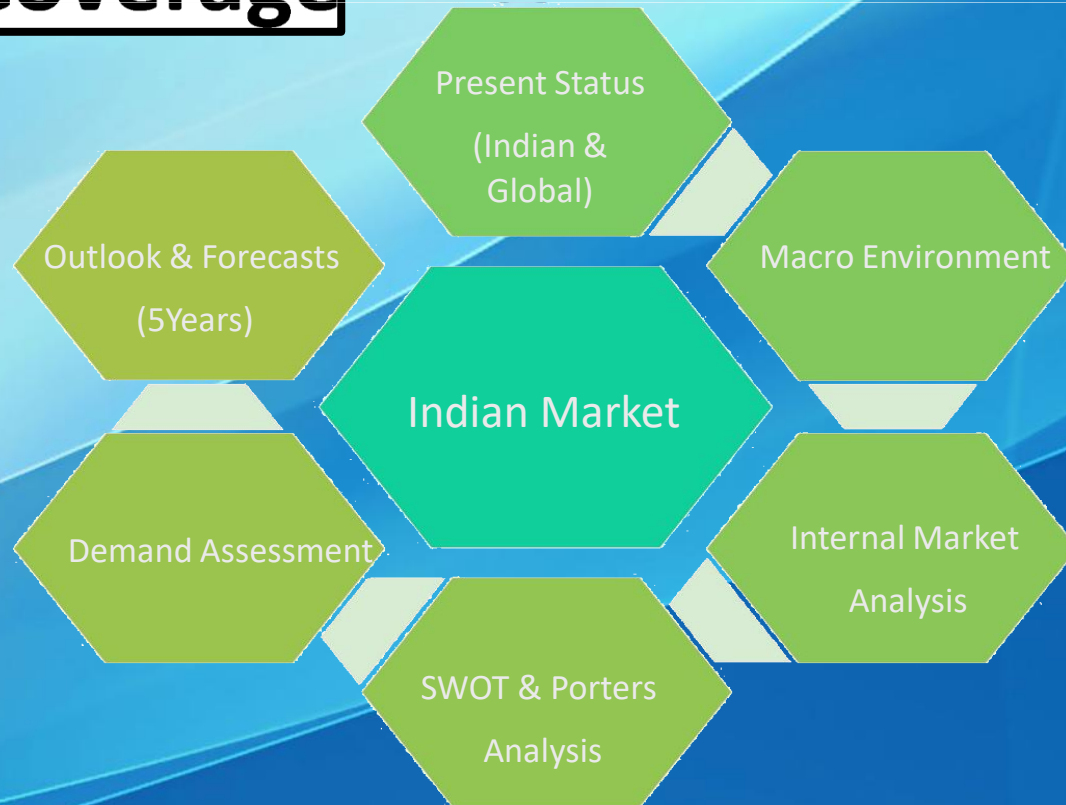 Coverage
Present Status
(Indian &
Global)
Macro Environment
Internal Market
Analysis
SWOT & Porters
Analysis
Demand Assessment
Outlook & Forecasts
(5Years)
Indian Market